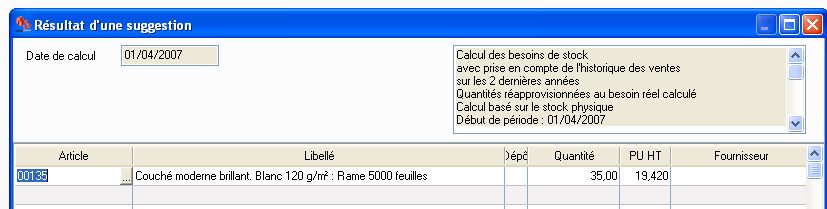 Résultat d'une suggestion
Date de calcul 01/04/2007
Calcul des besoins de stock
avec prise en compte de l'historique des ventes
sur les 2 dernières années
Quantités réapprovisionnées au besoin réel calculé
Calcul basé sur le stock physique
Début de période : 01/04/2007
Article Libellé Dépô Quantité PU HT Fournisseur
00135 ... Couché moderne brillant. Blanc 120 g/m² : Rame 5000 feuilles 35,00 19,420